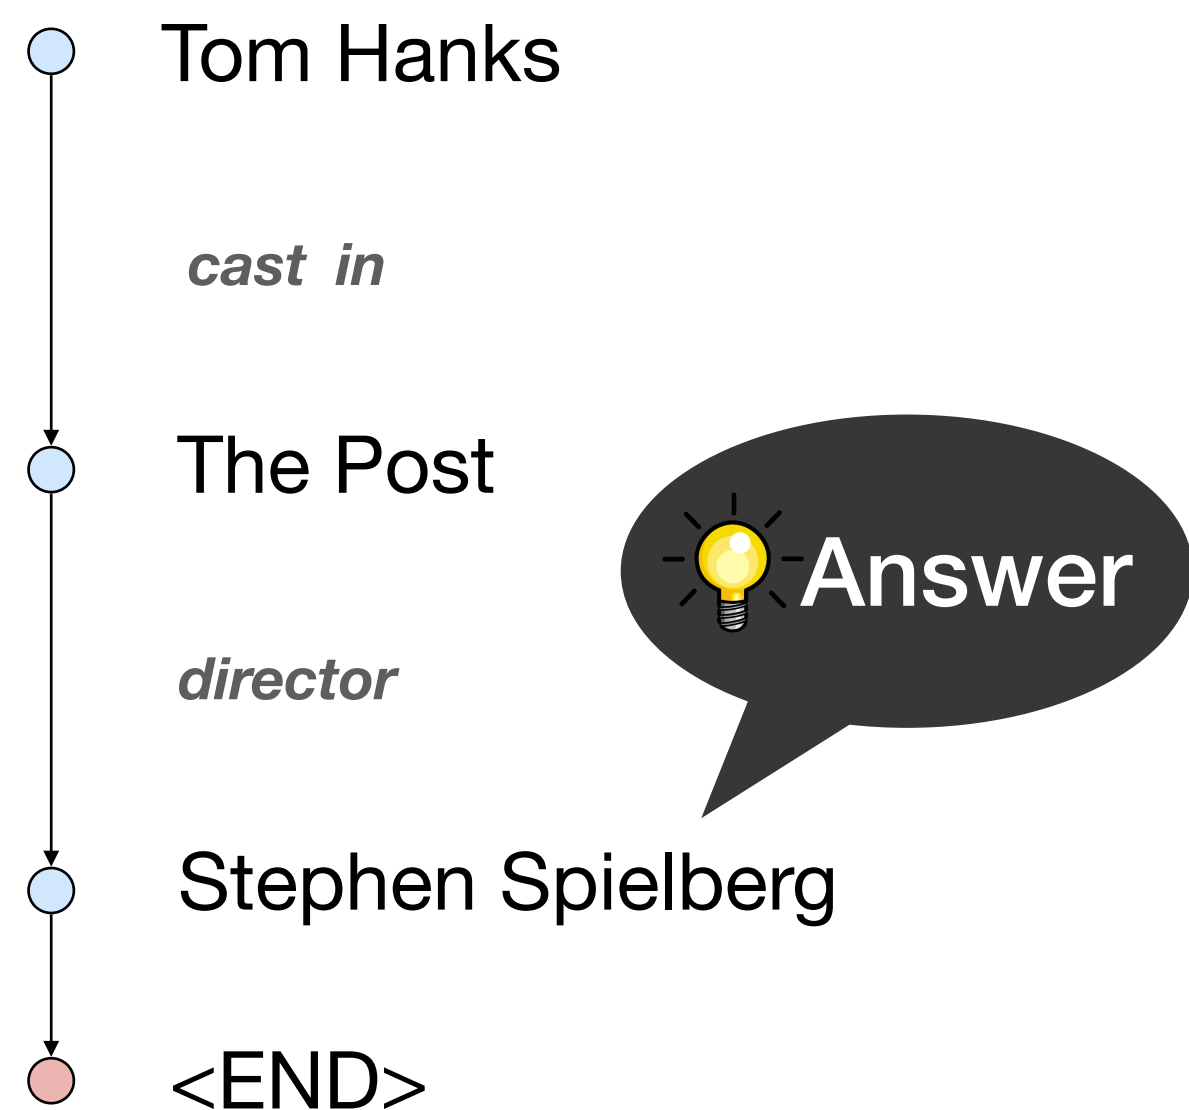 Tom Hanks
cast in
The Post
Answer
director
Stephen Spielberg
<END>